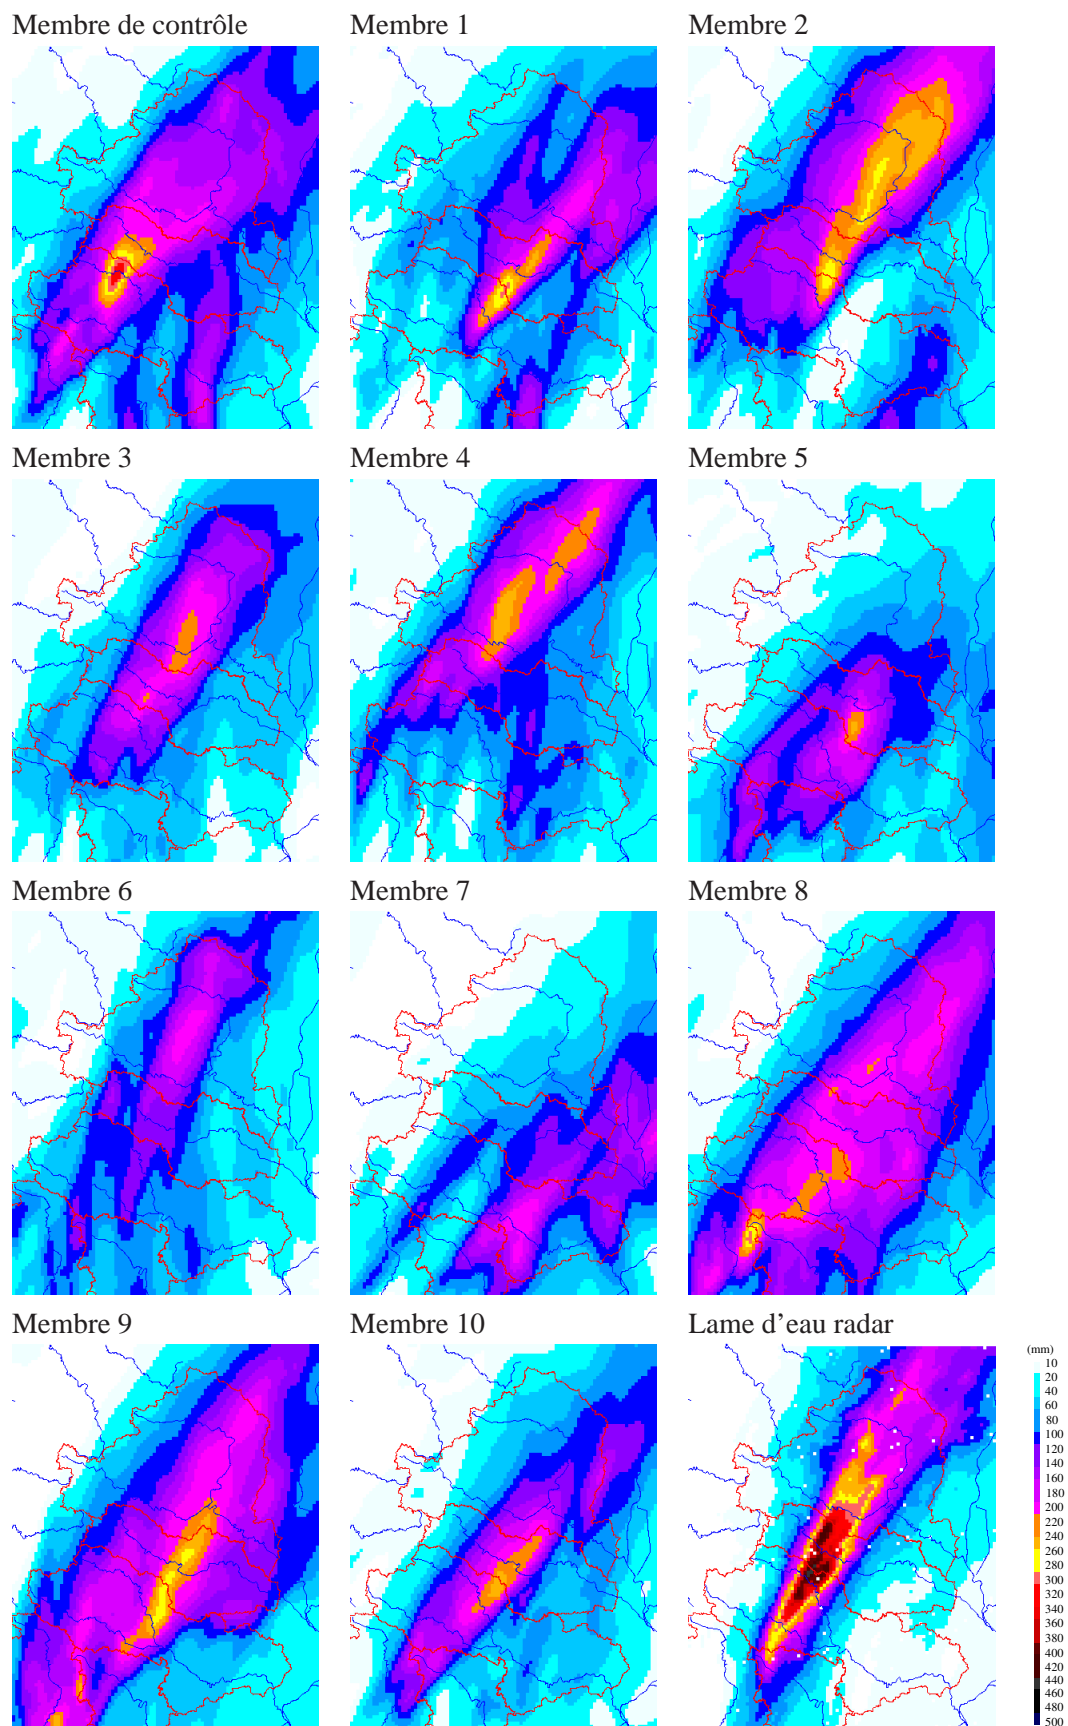 Membre de contrôle
Membre 1
Membre 2
Membre 3
Membre 4
Membre 5
Membre 6
Membre 7
Membre 8
Membre 9
Membre 10
Lame d’eau radar
(mm)
10
20
40
60
80
100
120
140
160
180
200
220
240
260
280
300
320
340
360
380
400
420
440
460
480
500